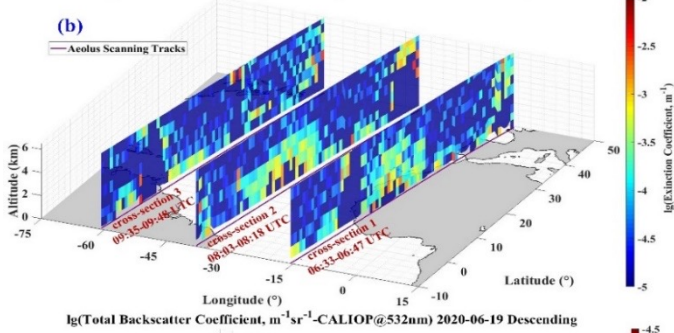 (b)
Aeolus Scanning Tracks
Altitude (km)
6
4
2
0
-75
-60
-45
-30
-15
0
15
Longitude (°)
-10
0
10
20
30
40
50
Latitude (°)
cross-section 3
09:35-09:48 UTC
cross-section 2
08:03-08:18 UTC
cross-section 1
06:33-06:47 UTC
-2.5
-3
-3.5
-4
-4.5
-5
lg(Extinction Coefficient, m⁻¹)
lg(Total Backscatter Coefficient, m⁻¹sr⁻¹-CALIOP@532nm) 2020-06-19 Descending
-4.5